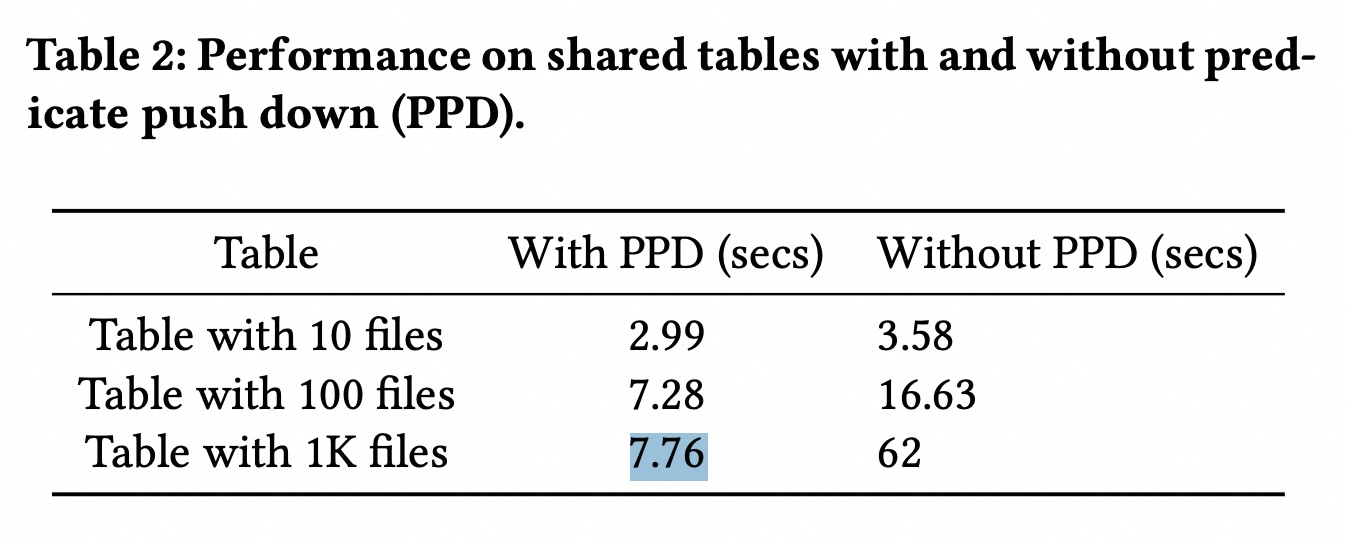 Table 2: Performance on shared tables with and without pred-
icate push down (PPD).
Table With PPD (secs) Without PPD (secs)
Table with 10 files 2.99 3.58
Table with 100 files 7.28 16.63
Table with 1K files 7.76 62